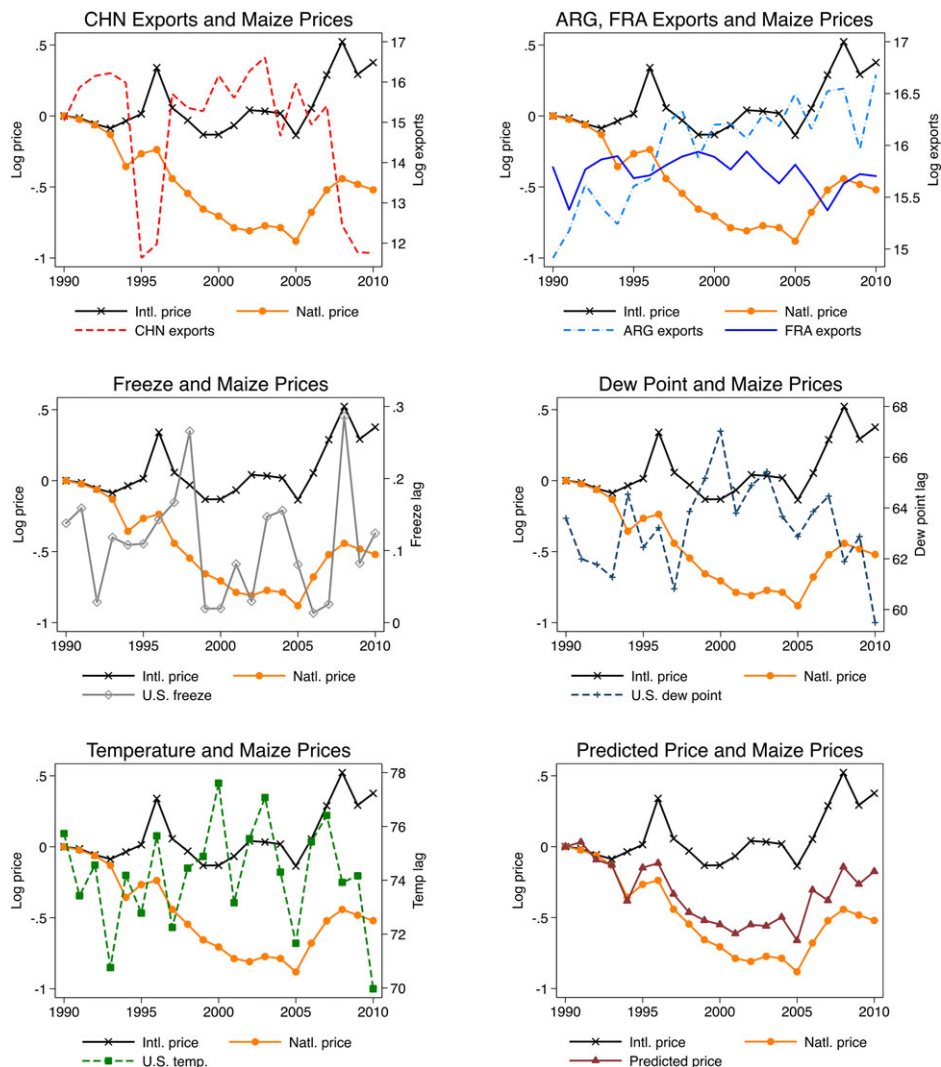 CHN Exports and Maize Prices
.5
0
-.5
-1
Log price
17
16
15
14
13
12
Log exports
1990 1995 2000 2005 2010
Intl. price Natl. price
CHN exports
ARG, FRA Exports and Maize Prices
.5
0
-.5
-1
Log price
17
16.5
16
15.5
15
Log exports
1990 1995 2000 2005 2010
Intl. price Natl. price
ARG exports FRA exports
Freeze and Maize Prices
.5
0
-.5
-1
Log price
.3
.2
.1
0
Freeze lag
1990 1995 2000 2005 2010
Intl. price Natl. price
U.S. freeze
Dew Point and Maize Prices
.5
0
-.5
-1
Log price
68
66
64
62
60
Dew point lag
1990 1995 2000 2005 2010
Intl. price Natl. price
U.S. dew point
Temperature and Maize Prices
.5
0
-.5
-1
Log price
78
76
74
72
70
Temp lag
1990 1995 2000 2005 2010
Intl. price Natl. price
U.S. temp.
Predicted Price and Maize Prices
.5
0
-.5
-1
Log price
1990 1995 2000 2005 2010
Intl. price Natl. price
Predicted price